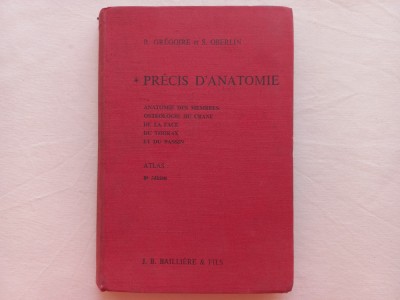 R. GRÉGOIRE et S. OBERLIN
PRÉCIS D'ANATOMIE
ANATOMIE DES MEMBRES
OSTÉOLOGIE DU CRANE
DE LA FACE
DU THORAX
ET DU BASSIN
ATLAS
J. B. BAILLIÈRE & FILS